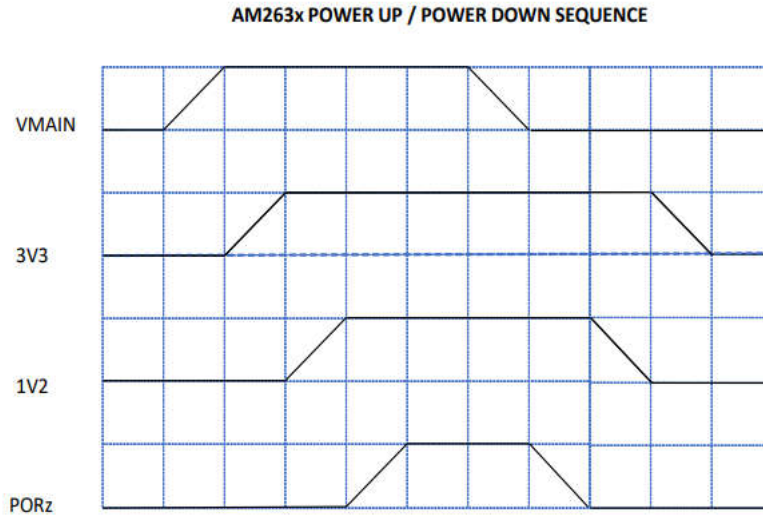 AM263x POWER UP / POWER DOWN SEQUENCE
VMAIN
3V3
1V2
PORz